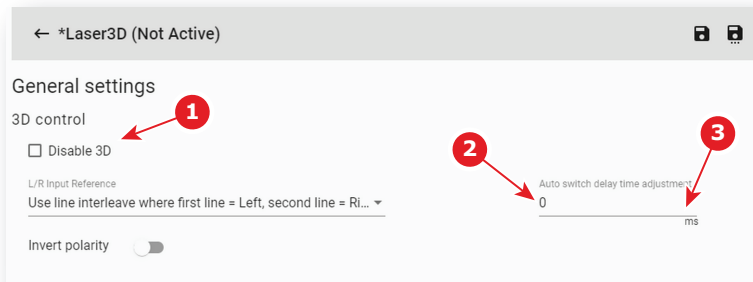 *Laser3D (Not Active)
General settings
1
3D control
3
Disable 3D
2
L/R Input Reference
Auto switch delay time adjustment
Use line interleave where first line = Left, second line = Ri...
0
ms
Invert polarity